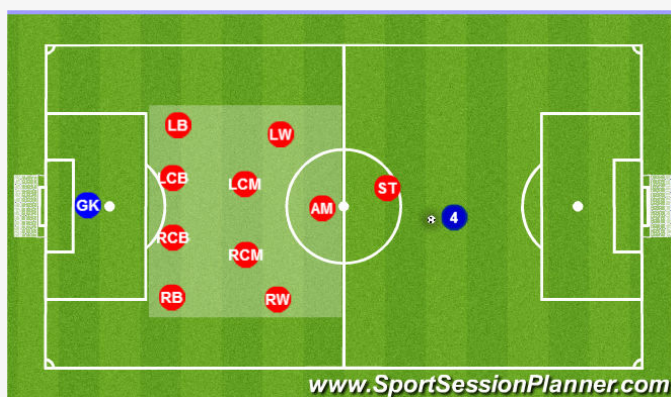 LB
LW
LCB
LCM
ST
GK
AM
4
RCB
RCM
RB
RW
www.SportSessionPlanner.com